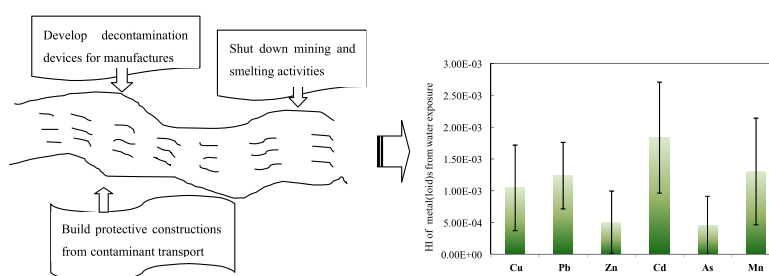 Develop decontamination
devices for manufactures
Shut down mining and
smelting activities
Build protective constructions
from contaminant transport
HI of metal(loid)s from water exposure
3.00E-03
2.50E-03
2.00E-03
1.50E-03
1.00E-03
5.00E-04
0.00E+00
Cu Pb Zn Cd As Mn